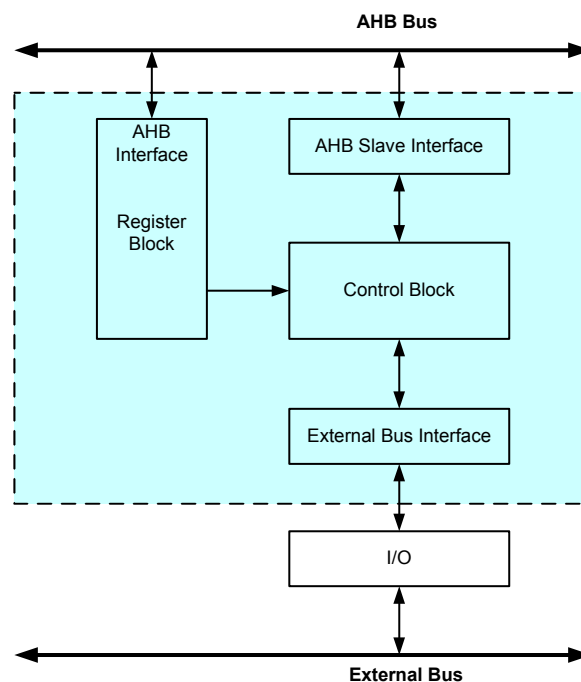 AHB Bus
AHB
Interface
Register
Block
AHB Slave Interface
Control Block
External Bus Interface
I/O
External Bus